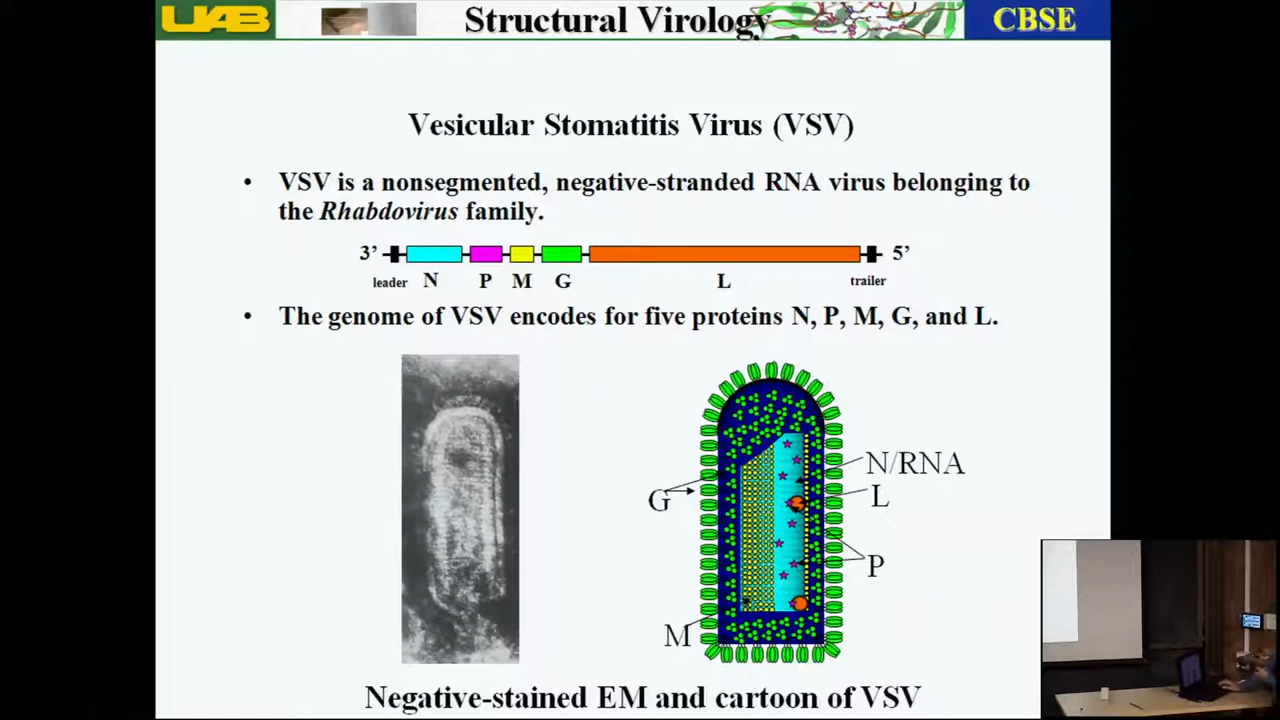 UAB
Structural Virology
CBSE
Vesicular Stomatitis Virus (VSV)
• VSV is a nonsegmented, negative-stranded RNA virus belonging to
the Rhabdovirus family.
3’ 5’
leader N P M G L trailer
• The genome of VSV encodes for five proteins N, P, M, G, and L.
N/RNA
G
L
P
M
Negative-stained EM and cartoon of VSV